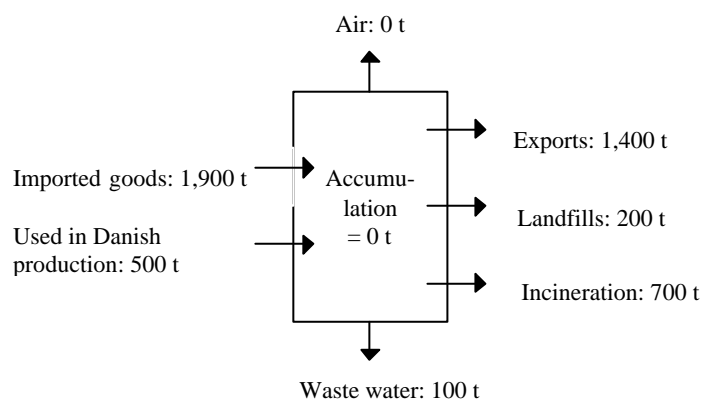 Air: 0 t
Exports: 1,400 t
Imported goods: 1,900 t
Accumu-
lation
= 0 t
Landfills: 200 t
Used in Danish
production: 500 t
Incineration: 700 t
Waste water: 100 t